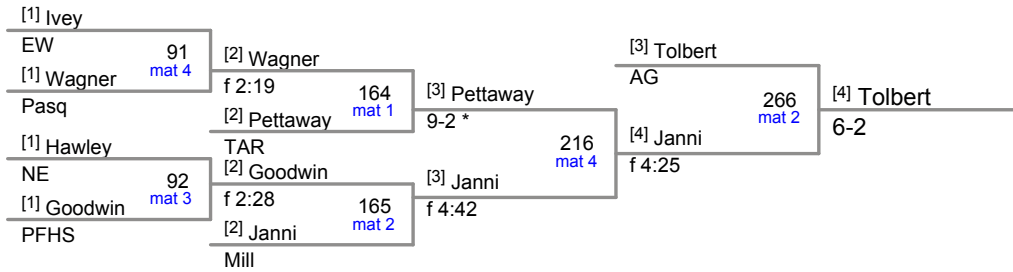 [1] Ivey
EW
91
mat 4
[1] Wagner
Pasq
[2] Wagner
f 2:19
164
mat 1
[2] Pettaway
TAR
[1] Hawley
NE
92
mat 3
[1] Goodwin
PFHS
[2] Goodwin
f 2:28
165
mat 2
[2] Janni
Mill
[3] Pettaway
9-2 *
216
mat 4
[3] Janni
f 4:42
[3] Tolbert
AG
266
mat 2
[4] Janni
f 4:25
[4] Tolbert
6-2